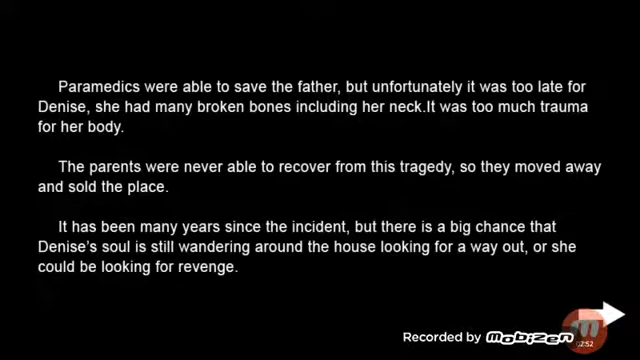 Paramedics were able to save the father, but unfortunately it was too late for
Denise, she had many broken bones including her neck.It was too much trauma
for her body.
The parents were never able to recover from this tragedy, so they moved away
and sold the place.
It has been many years since the incident, but there is a big chance that
Denise's soul is still wandering around the house looking for a way out, or she
could be looking for revenge.
Recorded by Mobizen
02:52